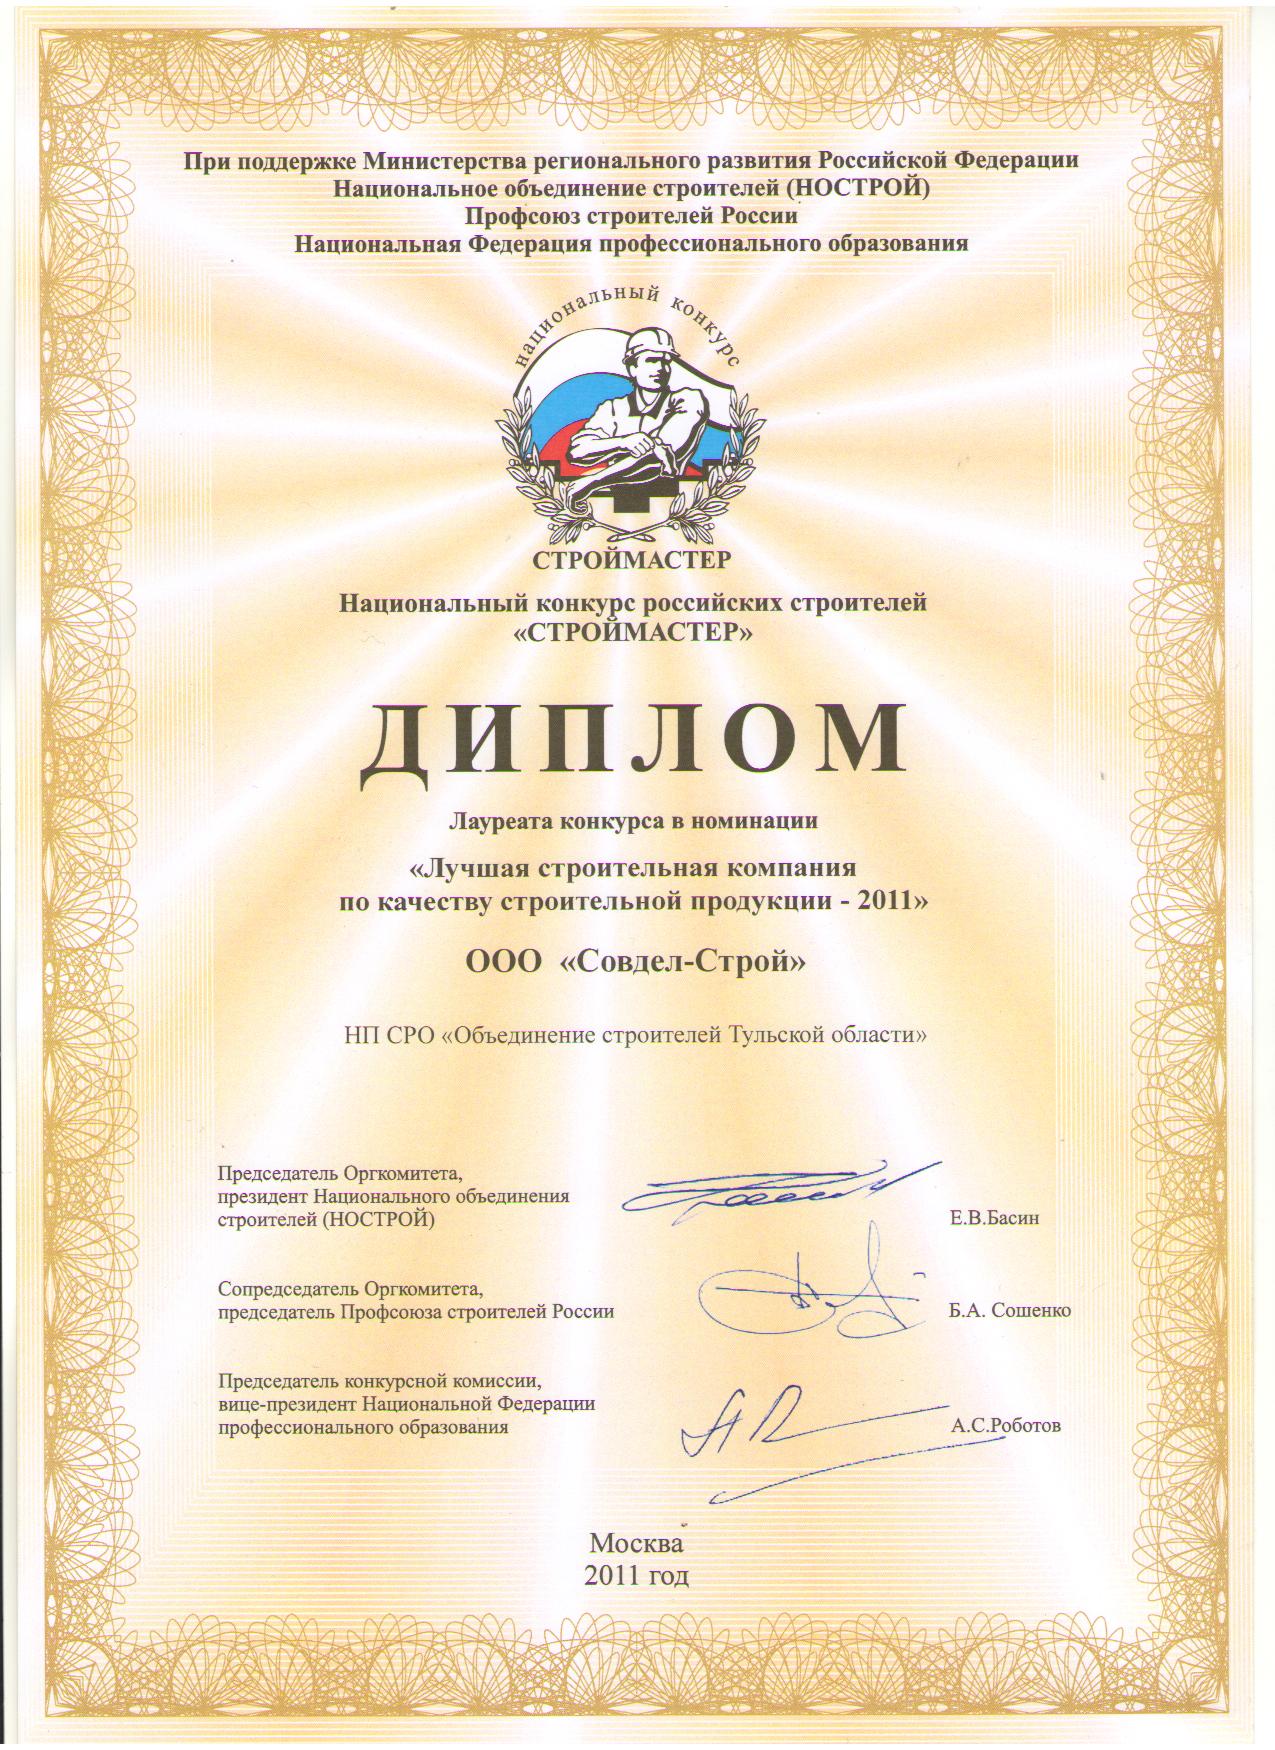 При поддержке Министерства регионального развития Российской Федерации
Национальное объединение строителей (НОСТРОЙ)
Профсоюз строителей России
Национальная Федерация профессионального образования
национальный конкурс
СТРОЙМАСТЕР
Национальный конкурс российских строителей
«СТРОЙМАСТЕР»
ДИПЛОМ
Лауреата конкурса в номинации
«Лучшая строительная компания
по качеству строительной продукции - 2011»
ООО «Совдел-Строй»
НП СРО «Объединение строителей Тульской области»
Председатель Оргкомитета,
президент Национального объединения
строителей (НОСТРОЙ)
Е.В.Басин
Сопредседатель Оргкомитета,
председатель Профсоюза строителей России
Б.А. Сошенко
Председатель конкурсной комиссии,
вице-президент Национальной Федерации
профессионального образования
А.С.Роботов
Москва
2011 год